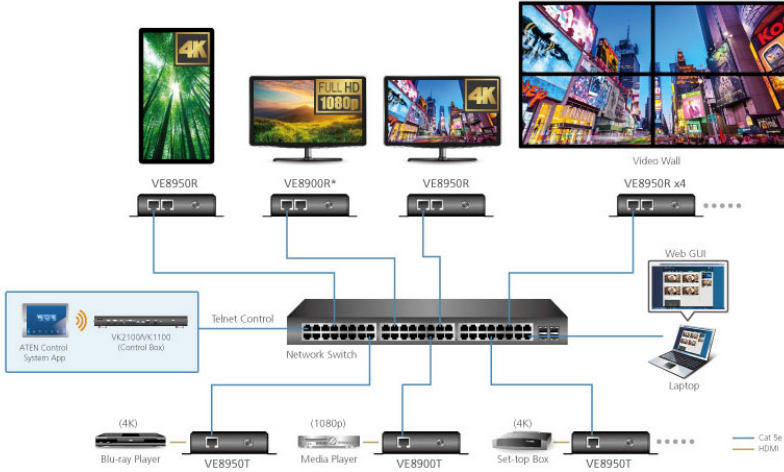 4K
FULL HD
1080p
4K
Video Wall
VE8950R
VE8900R*
VE8950R
VE8950R x4
Web GUI
Telnet Control
ATEN Control
System App
VK2100/VK1100
(Control Box)
Network Switch
Laptop
(4K)
(1080p)
(4K)
Blu-ray Player
VE8950T
Media Player
VE8900T
Set-top Box
VE8950T
Cat 5e
HDMI